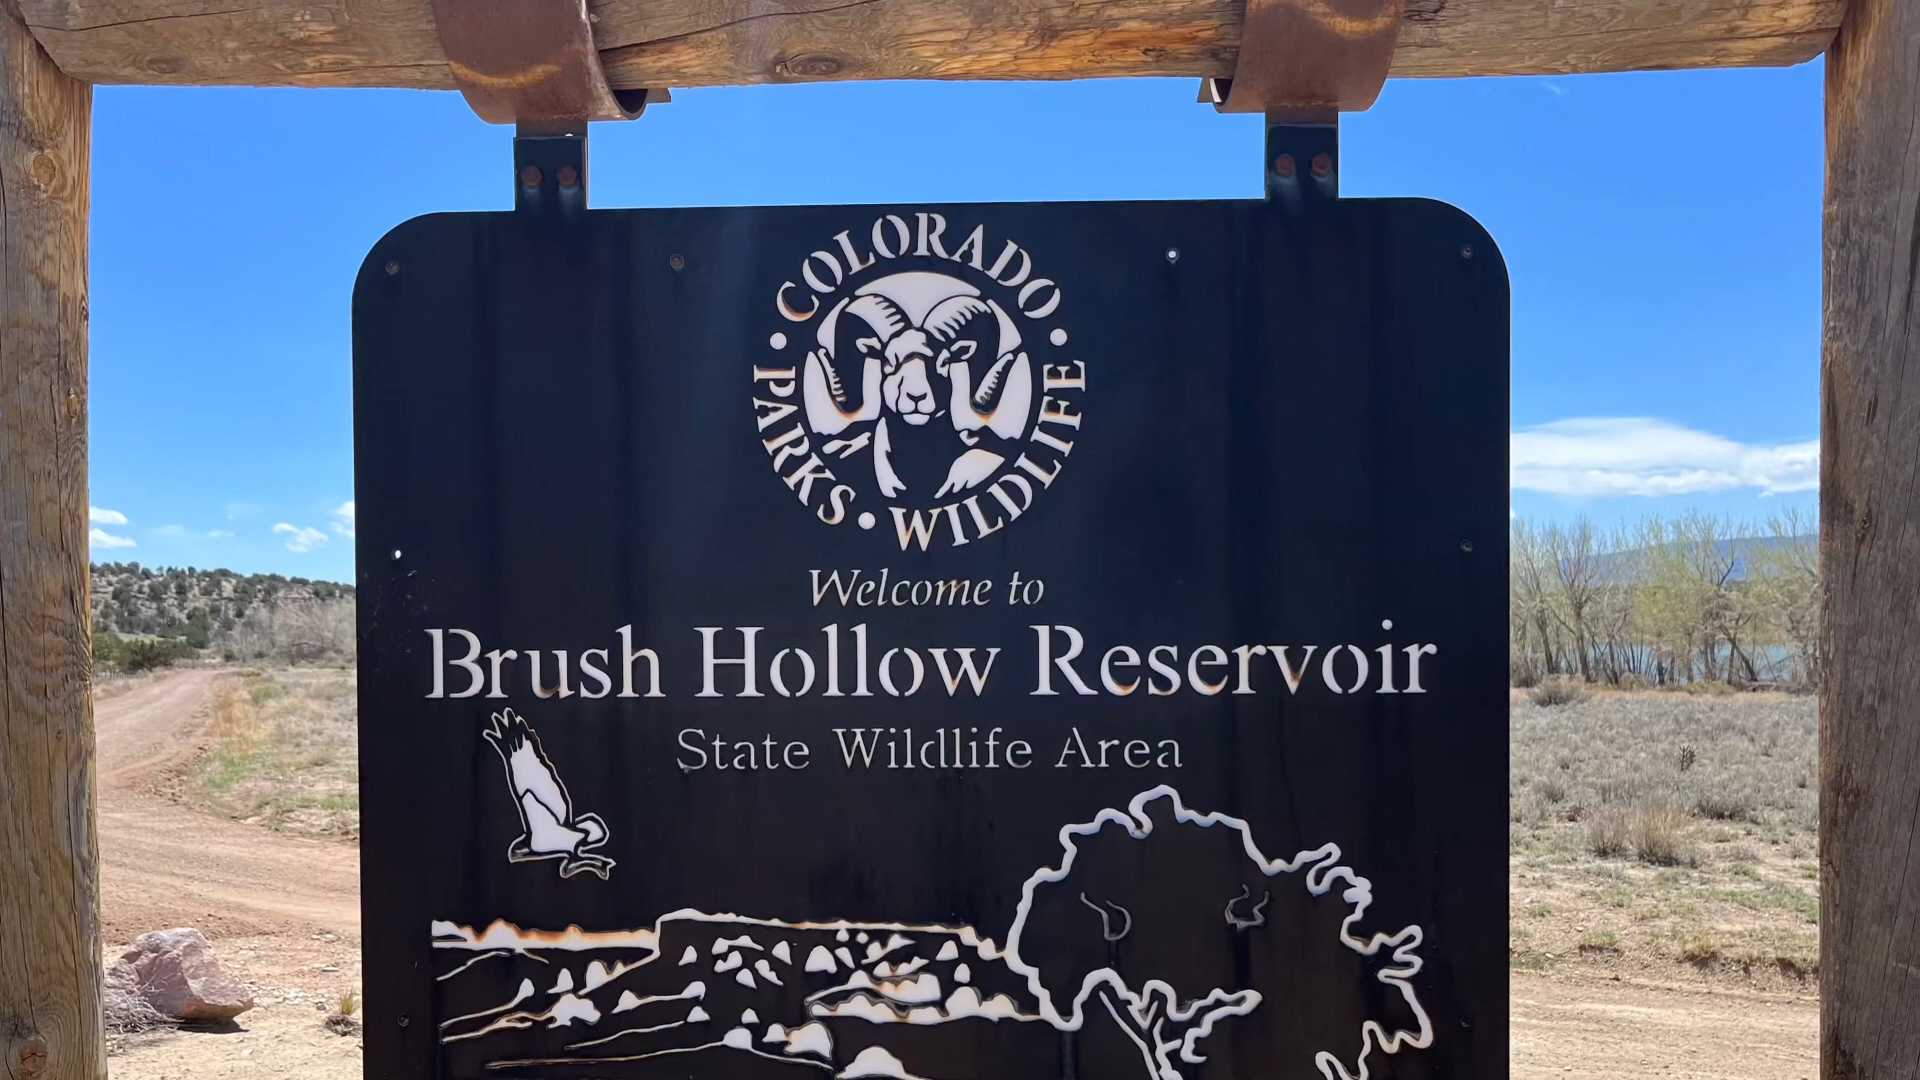 COLORADO
PARKS • WILDLIFE
Welcome to
Brush Hollow Reservoir
State Wildlife Area